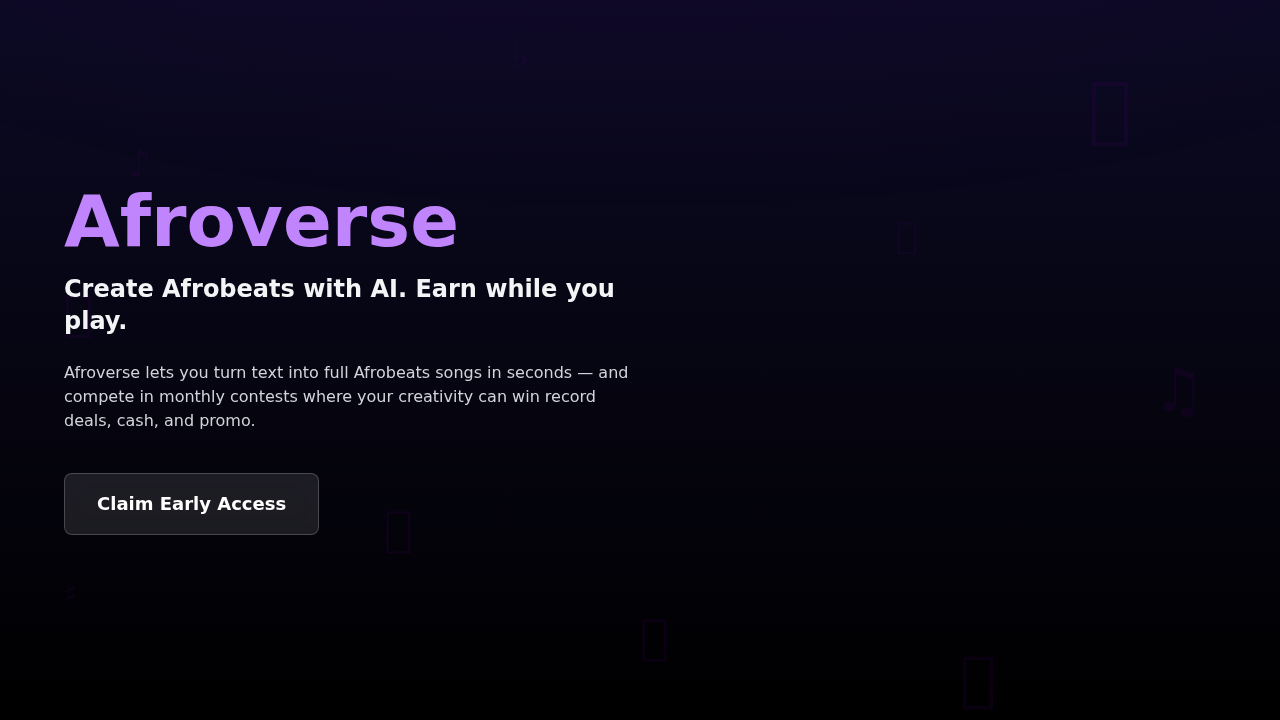 Afroverse
Create Afrobeats with AI. Earn while you
play.
Afroverse lets you turn text into full Afrobeats songs in seconds — and
compete in monthly contests where your creativity can win record
deals, cash, and promo.
Claim Early Access